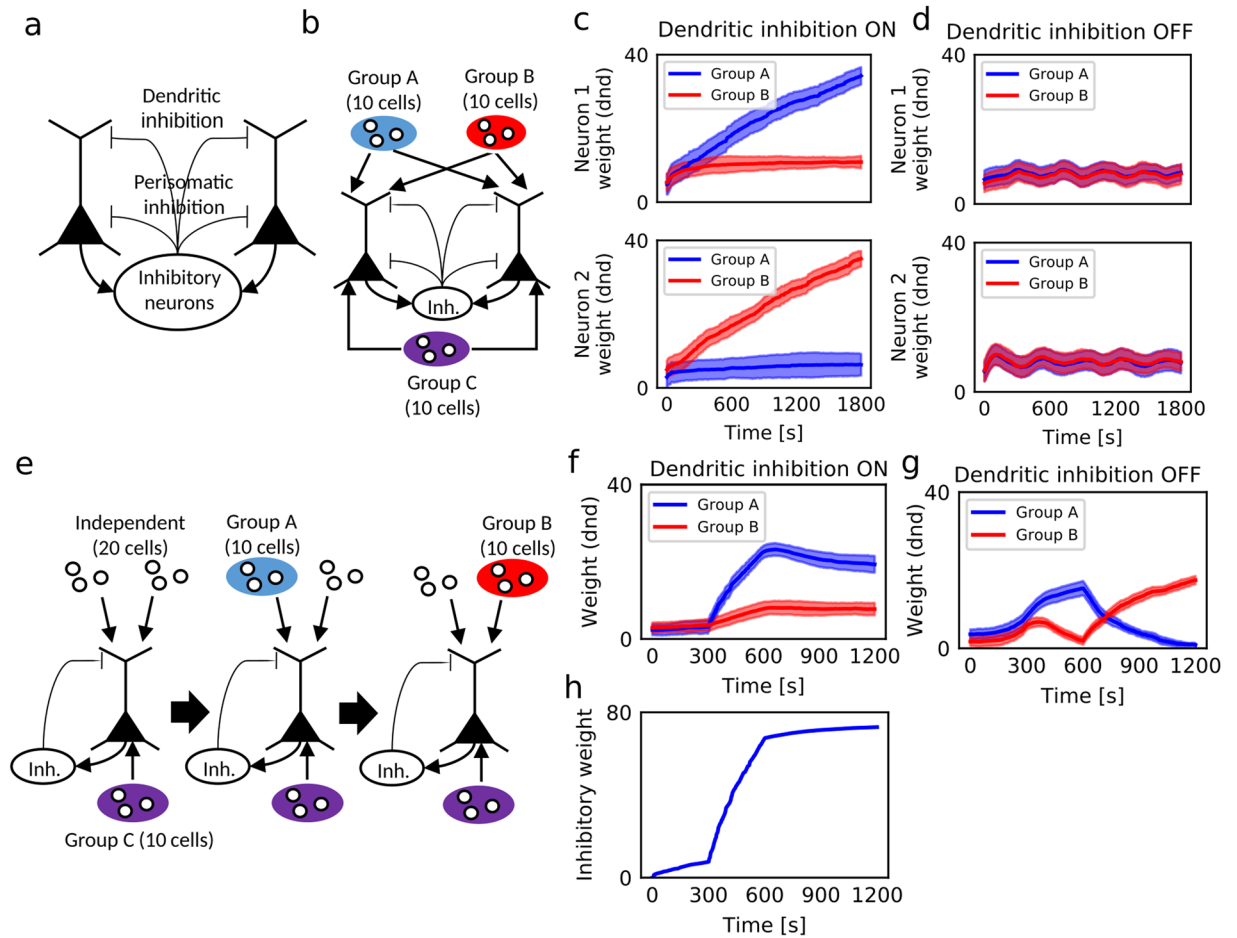 a
Dendritic
inhibition
Perisomatic
inhibition
Inhibitory
neurons
b
Group A
(10 cells)
Group B
(10 cells)
Inh.
Group C
(10 cells)
c
Dendritic inhibition ON
40
0
Neuron 1
weight (dnd)
Group A
Group B
40
0
Neuron 2
weight (dnd)
Group A
Group B
0 600 1200 1800
Time [s]
d
Dendritic inhibition OFF
40
0
Neuron 1
weight (dnd)
Group A
Group B
40
0
Neuron 2
weight (dnd)
Group A
Group B
0 600 1200 1800
Time [s]
e
Independent
(20 cells)
Group A
(10 cells)
Group B
(10 cells)
Inh.
Inh.
Inh.
Group C (10 cells)
f
Dendritic inhibition ON
40
0
Weight (dnd)
Group A
Group B
0 300 600 900 1200
Time [s]
g
Dendritic inhibition OFF
40
0
Weight (dnd)
Group A
Group B
0 300 600 900 1200
Time [s]
h
80
0
Inhibitory weight
0 300 600 900 1200
Time [s]